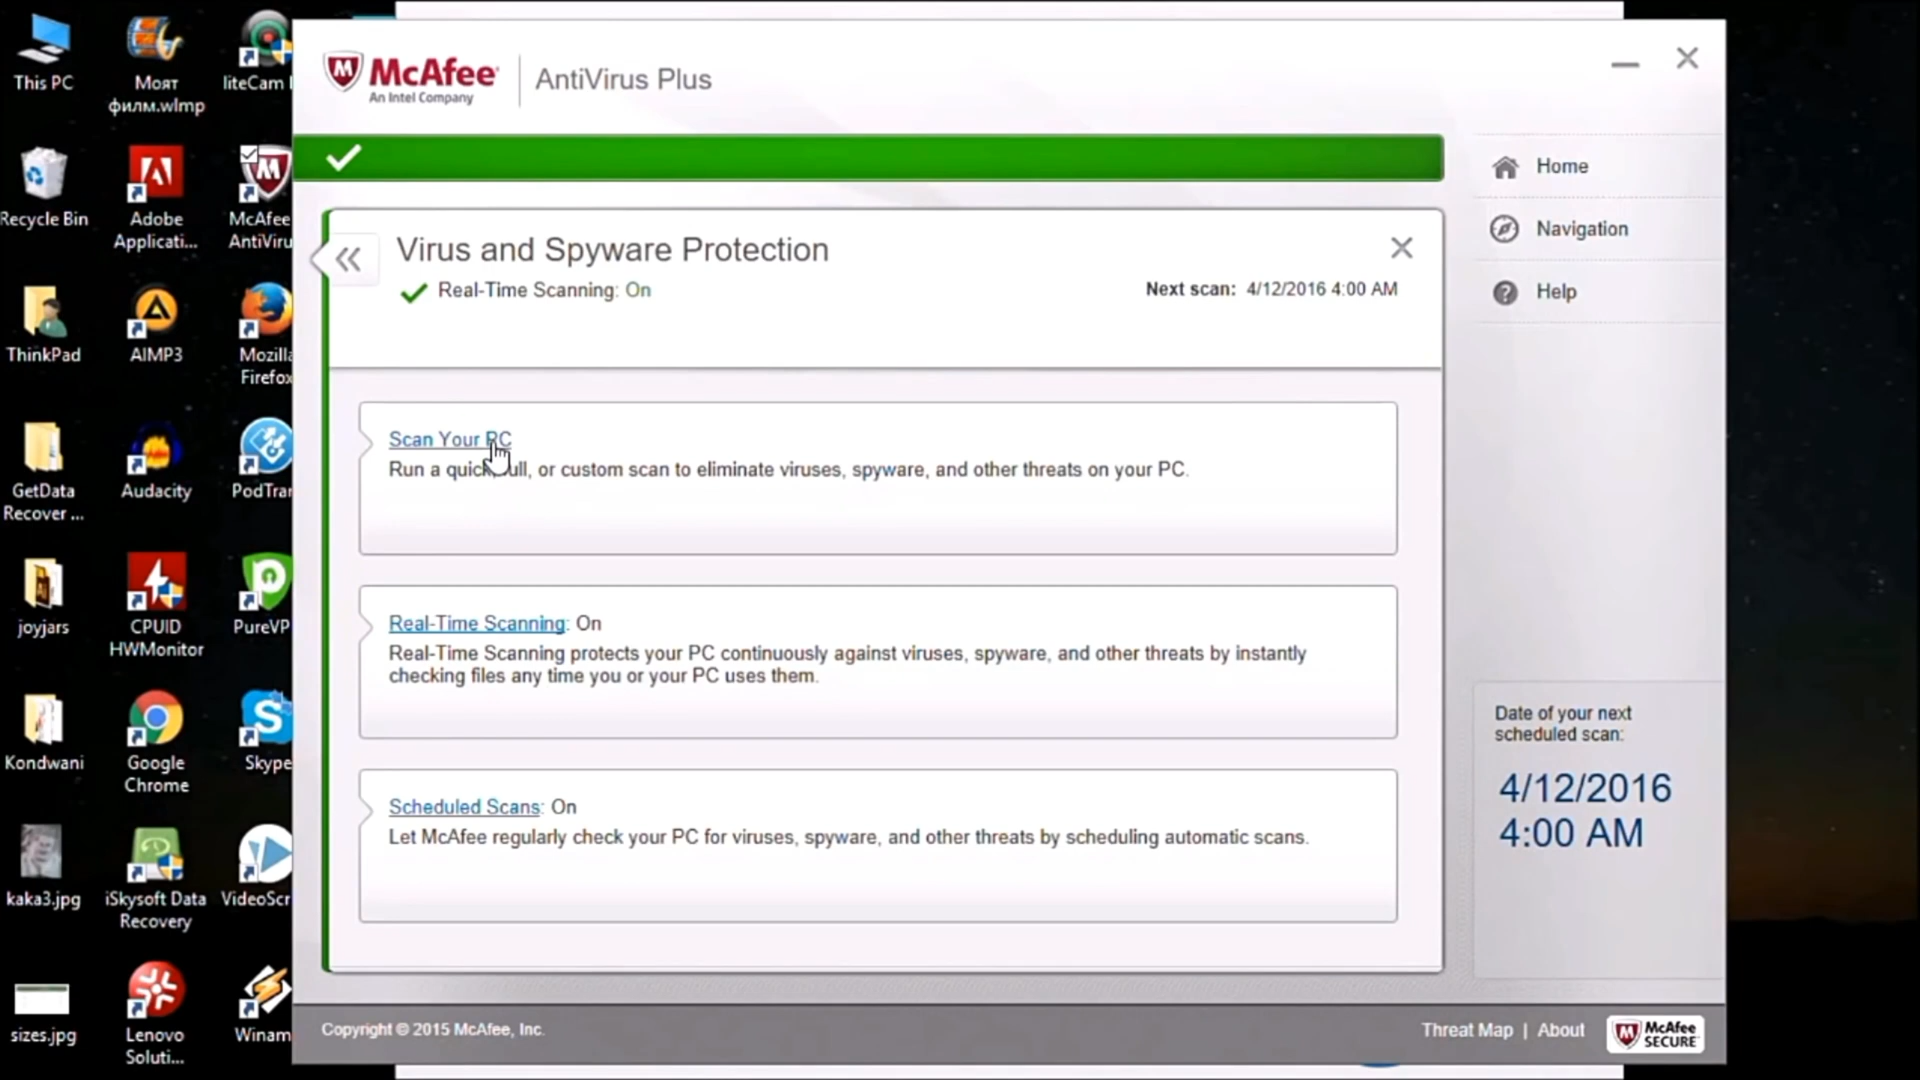 This PC
Моят
филм.wlmp
liteCam
Recycle Bin
Adobe
Applicati...
McAfee
AntiViru
ThinkPad
AIMP3
Mozilla
Firefox
GetData
Recover ...
Audacity
PodTran
joyjars
CPUID
HWMonitor
PureVP
Kondwani
Google
Chrome
Skype
kaka3.jpg
iSkysoft Data
Recovery
VideoScr
sizes.jpg
Lenovo
Soluti...
Winam
McAfee
An Intel Company
AntiVirus Plus
Home
Navigation
Help
Virus and Spyware Protection
Real-Time Scanning: On
Next scan: 4/12/2016 4:00 AM
Scan Your PC
Run a quick, full, or custom scan to eliminate viruses, spyware, and other threats on your PC.
Real-Time Scanning: On
Real-Time Scanning protects your PC continuously against viruses, spyware, and other threats by instantly
checking files any time you or your PC uses them.
Scheduled Scans: On
Let McAfee regularly check your PC for viruses, spyware, and other threats by scheduling automatic scans.
Date of your next
scheduled scan:
4/12/2016
4:00 AM
Copyright © 2015 McAfee, Inc.
Threat Map | About
McAfee
SECURE